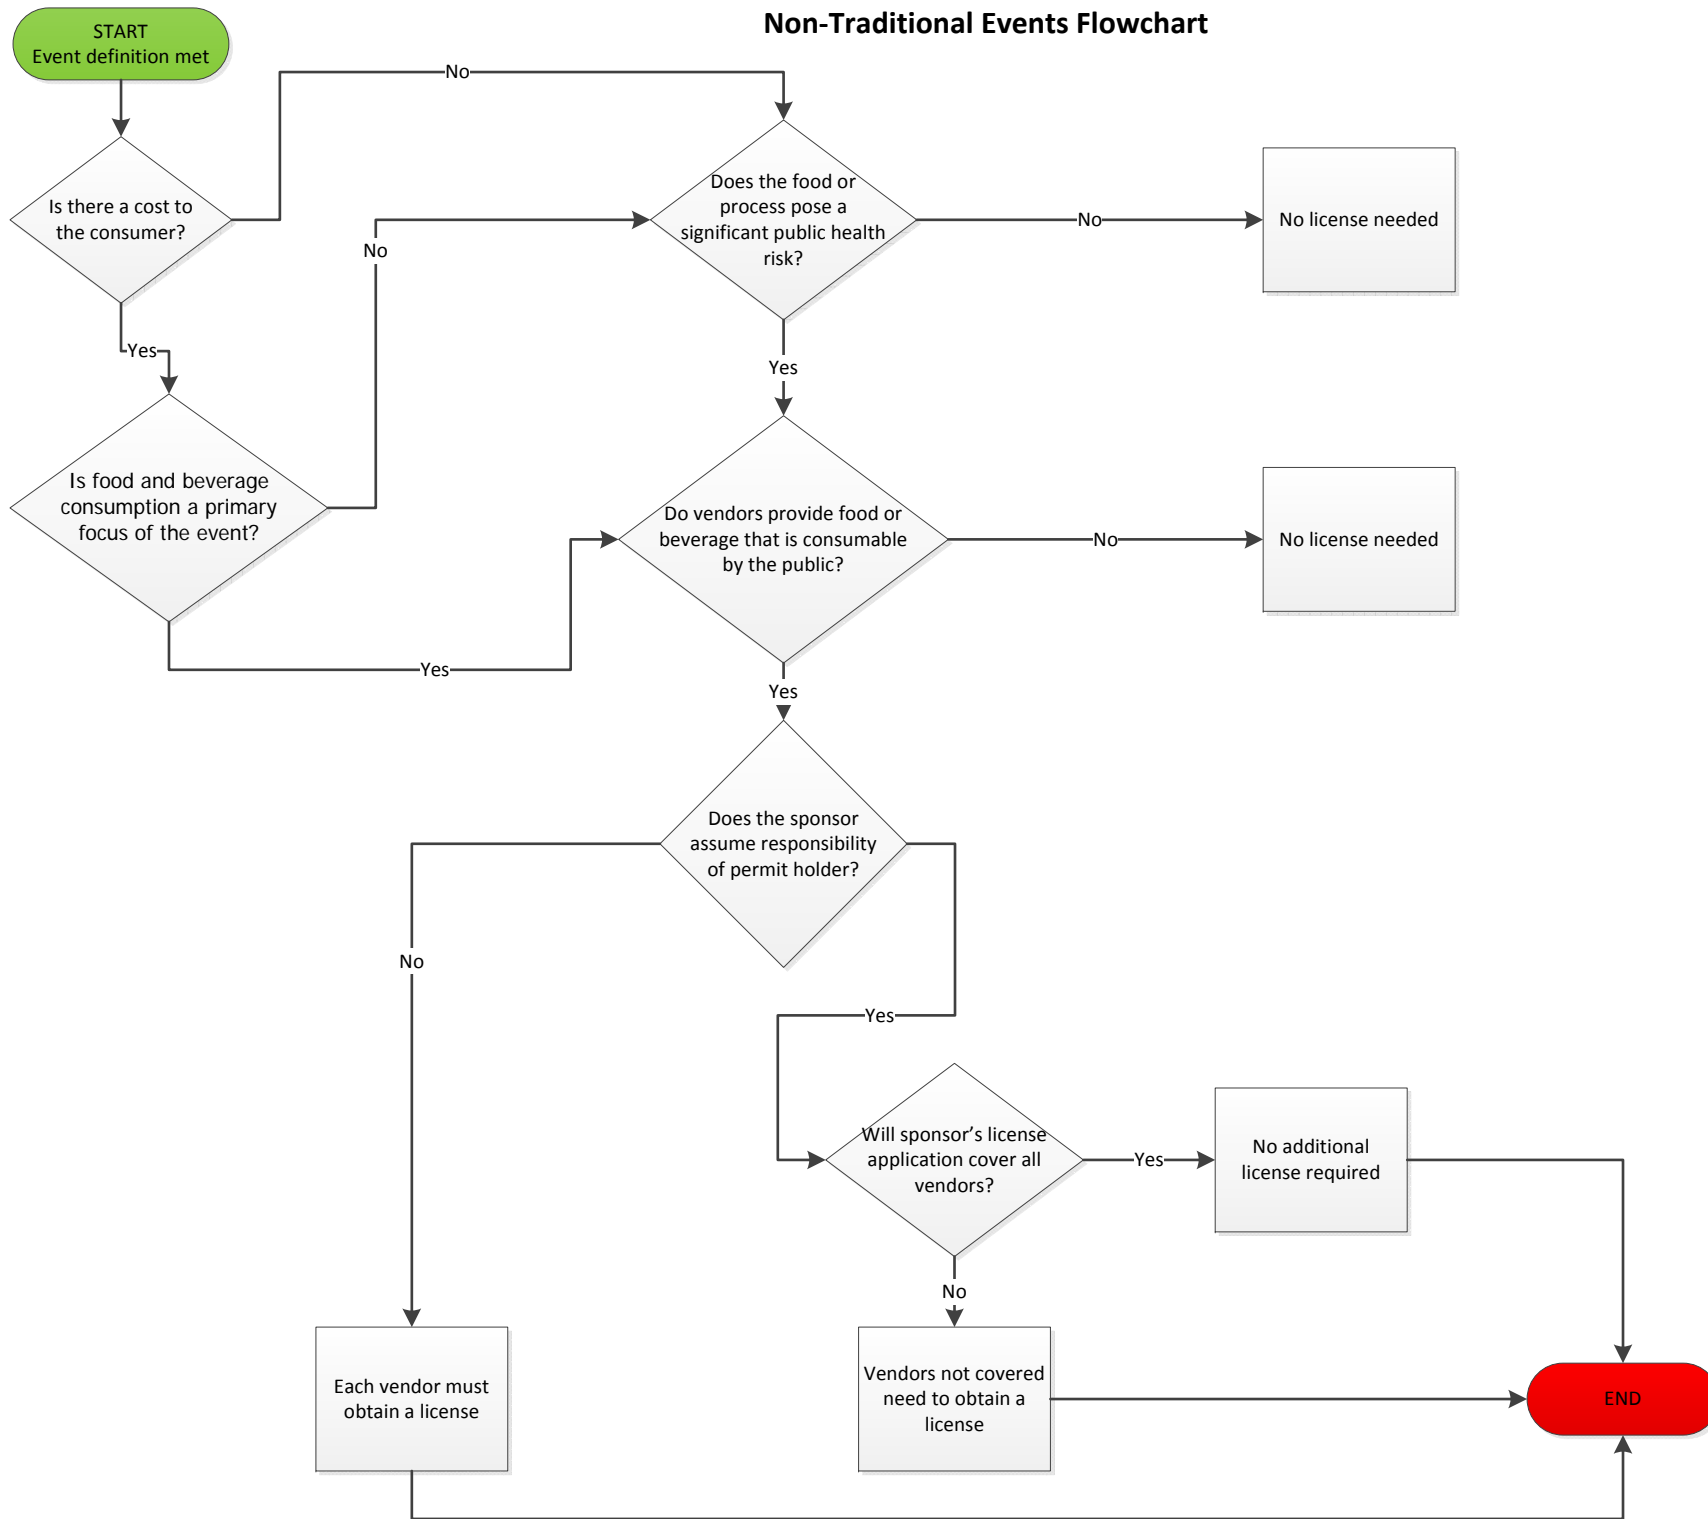 Non-Traditional Events Flowchart
START
Event definition met
No
Is there a cost to
the consumer?
Does the food or
process pose a
significant public health
risk?
No
No license needed
No
Yes
Yes
Is food and beverage
consumption a primary
focus of the event?
Do vendors provide food or
beverage that is consumable
by the public?
No
No license needed
Yes
Yes
Does the sponsor
assume responsibility
of permit holder?
No
Yes
Will sponsor’s license
application cover all
vendors?
Yes
No additional
license required
No
Each vendor must
obtain a license
Vendors not covered
need to obtain a
license
END